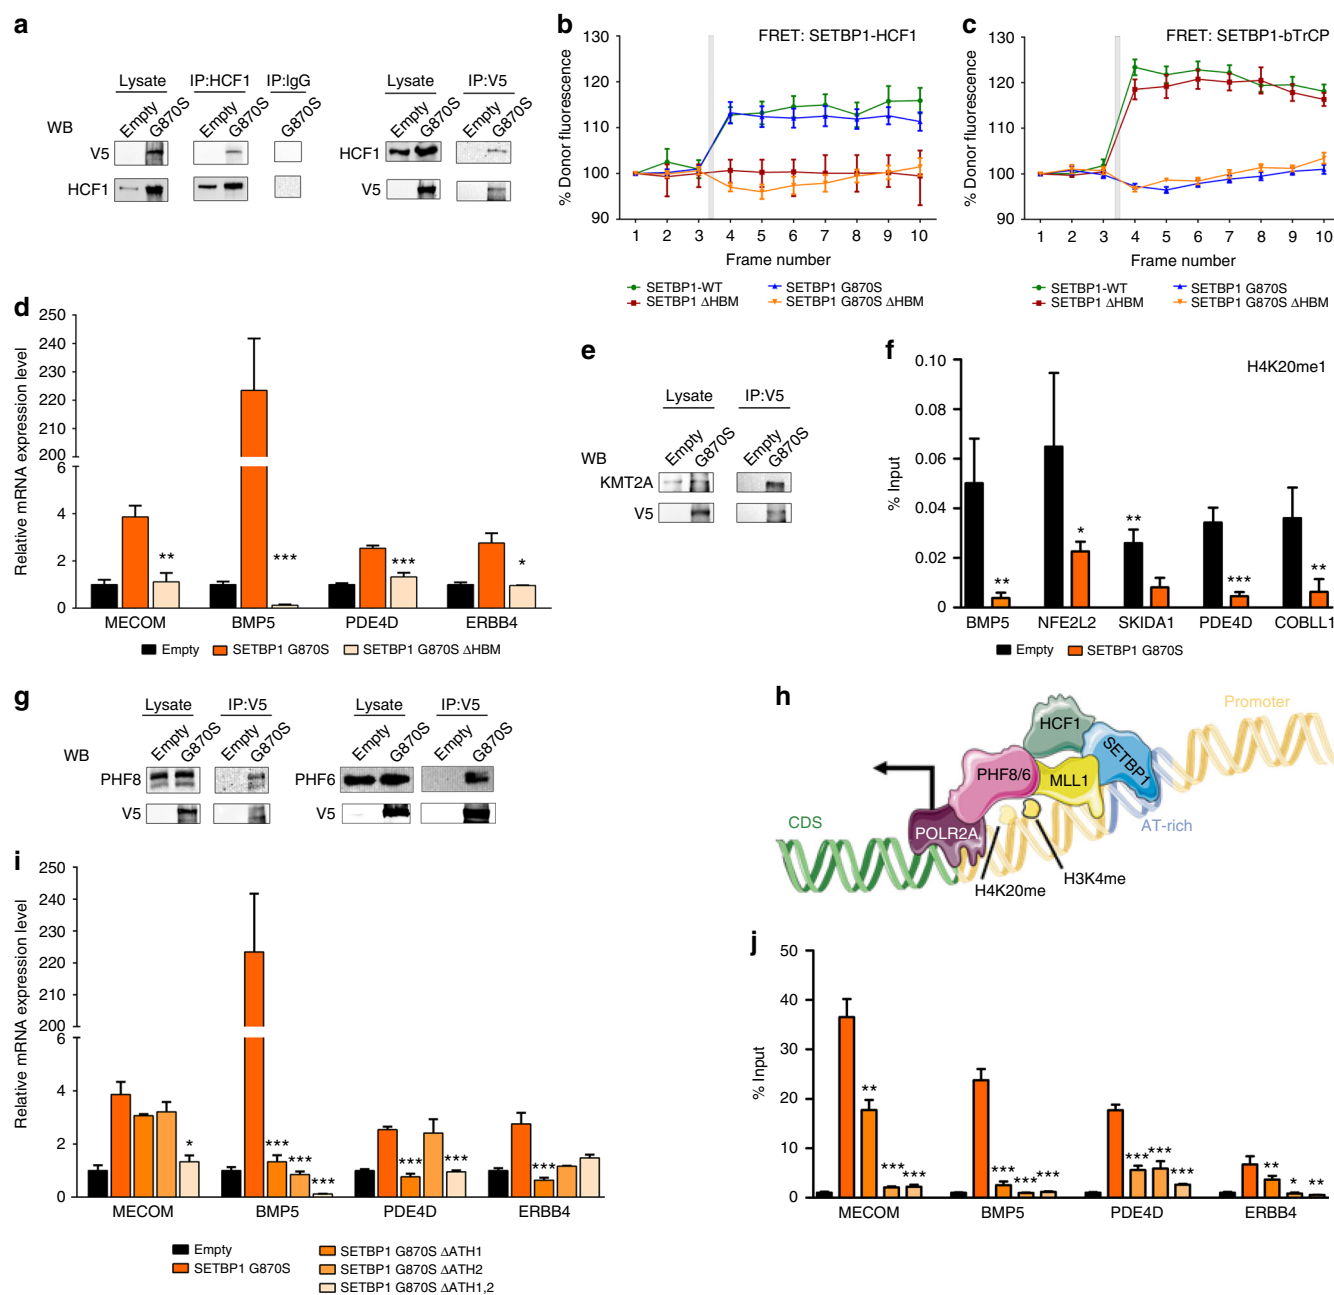 a
Lysate
IP:HCF1
IP:IgG
WB
Empty
G870S
Empty
G870S
G870S
V5
HCF1
Lysate
IP:V5
Empty
G870S
Empty
G870S
HCF1
V5
b
FRET: SETBP1-HCF1
% Donor fluorescence
130
120
110
100
90
1 2 3 4 5 6 7 8 9 10
Frame number
SETBP1-WT
SETBP1 G870S
SETBP1 ΔHBM
SETBP1 G870S ΔHBM
c
FRET: SETBP1-bTrCP
% Donor fluorescence
130
120
110
100
90
1 2 3 4 5 6 7 8 9 10
Frame number
SETBP1-WT
SETBP1 G870S
SETBP1 ΔHBM
SETBP1 G870S ΔHBM
d
Relative mRNA expression level
250
240
230
220
210
200
6
4
2
0
** *** *** *
MECOM BMP5 PDE4D ERBB4
Empty SETBP1 G870S SETBP1 G870S ΔHBM
e
Lysate IP:V5
WB
Empty
G870S
Empty
G870S
KMT2A
V5
f
H4K20me1
% Input
0.10
0.08
0.06
0.04
0.02
0
** * ** *** **
BMP5 NFE2L2 SKIDA1 PDE4D COBLL1
Empty SETBP1 G870S
g
Lysate IP:V5
WB
Empty
G870S
Empty
G870S
PHF8
V5
Lysate IP:V5
Empty
G870S
Empty
G870S
PHF6
V5
h
Promoter
HCF1
SETBP1
PHF8/6
MLL1
POLR2A
CDS
AT-rich
H4K20me
H3K4me
i
Relative mRNA expression level
250
240
230
220
210
200
6
4
2
0
* *** *** *** *** *** ***
MECOM BMP5 PDE4D ERBB4
Empty
SETBP1 G870S
SETBP1 G870S ΔATH1
SETBP1 G870S ΔATH2
SETBP1 G870S ΔATH1,2
j
% Input
50
40
30
20
10
0
** *** *** *** *** *** *** *** *** ** * **
MECOM BMP5 PDE4D ERBB4